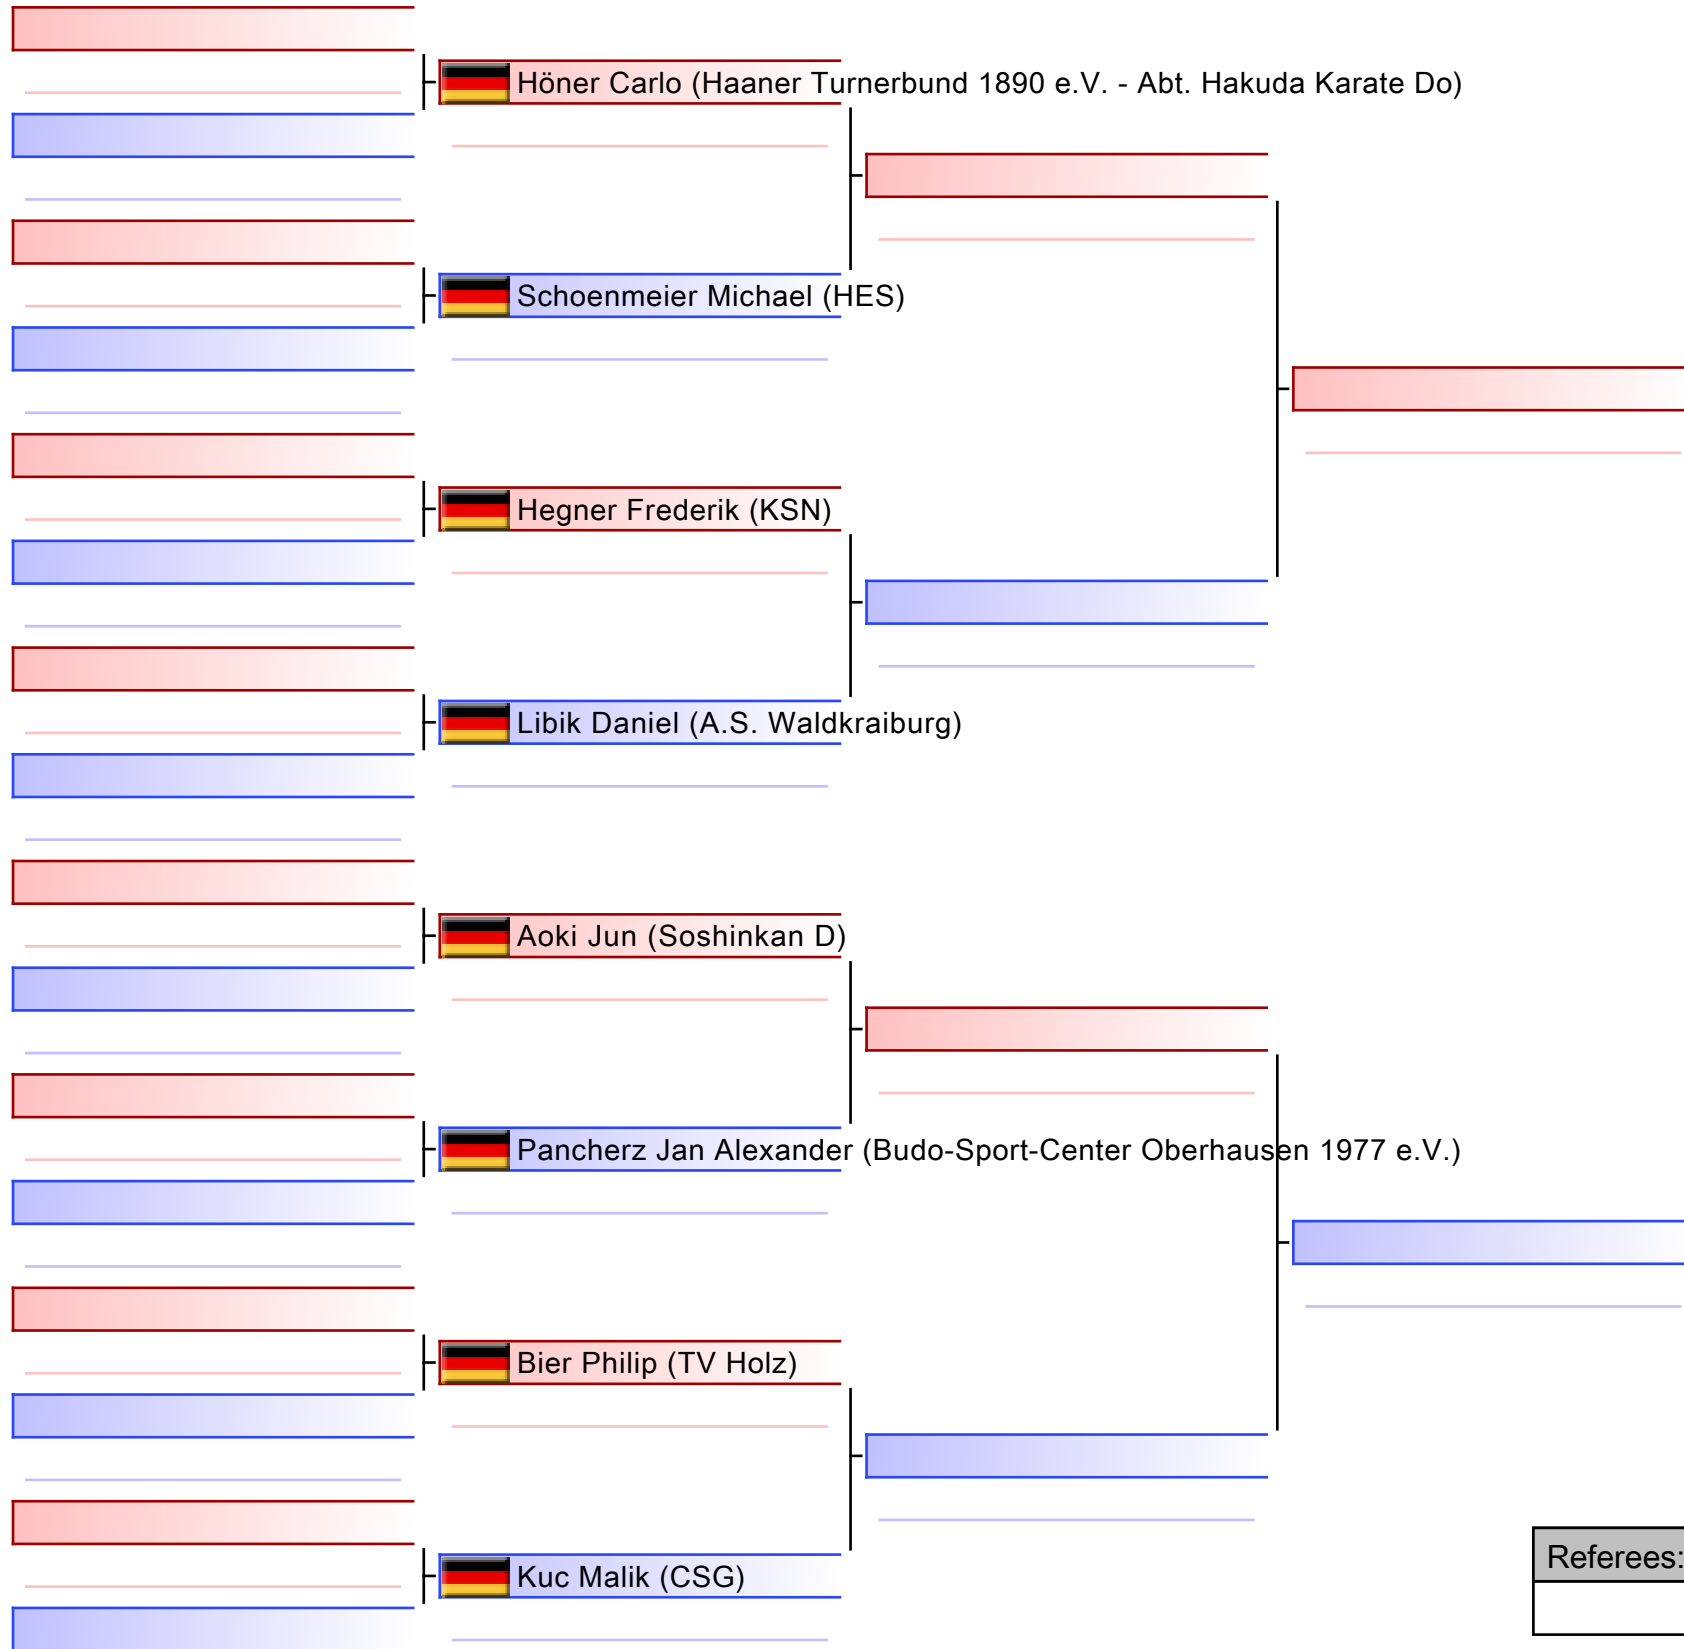 Höner Carlo (Haaner Turnerbund 1890 e.V. - Abt. Hakuda Karate Do)
Schoenmeier Michael (HES)
Hegner Frederik (KSN)
Libik Daniel (A.S. Waldkraiburg)
Aoki Jun (Soshinkan D)
Pancherz Jan Alexander (Budo-Sport-Center Oberhausen 1977 e.V.)
Bier Philip (TV Holz)
Kuc Malik (CSG)
Referees: